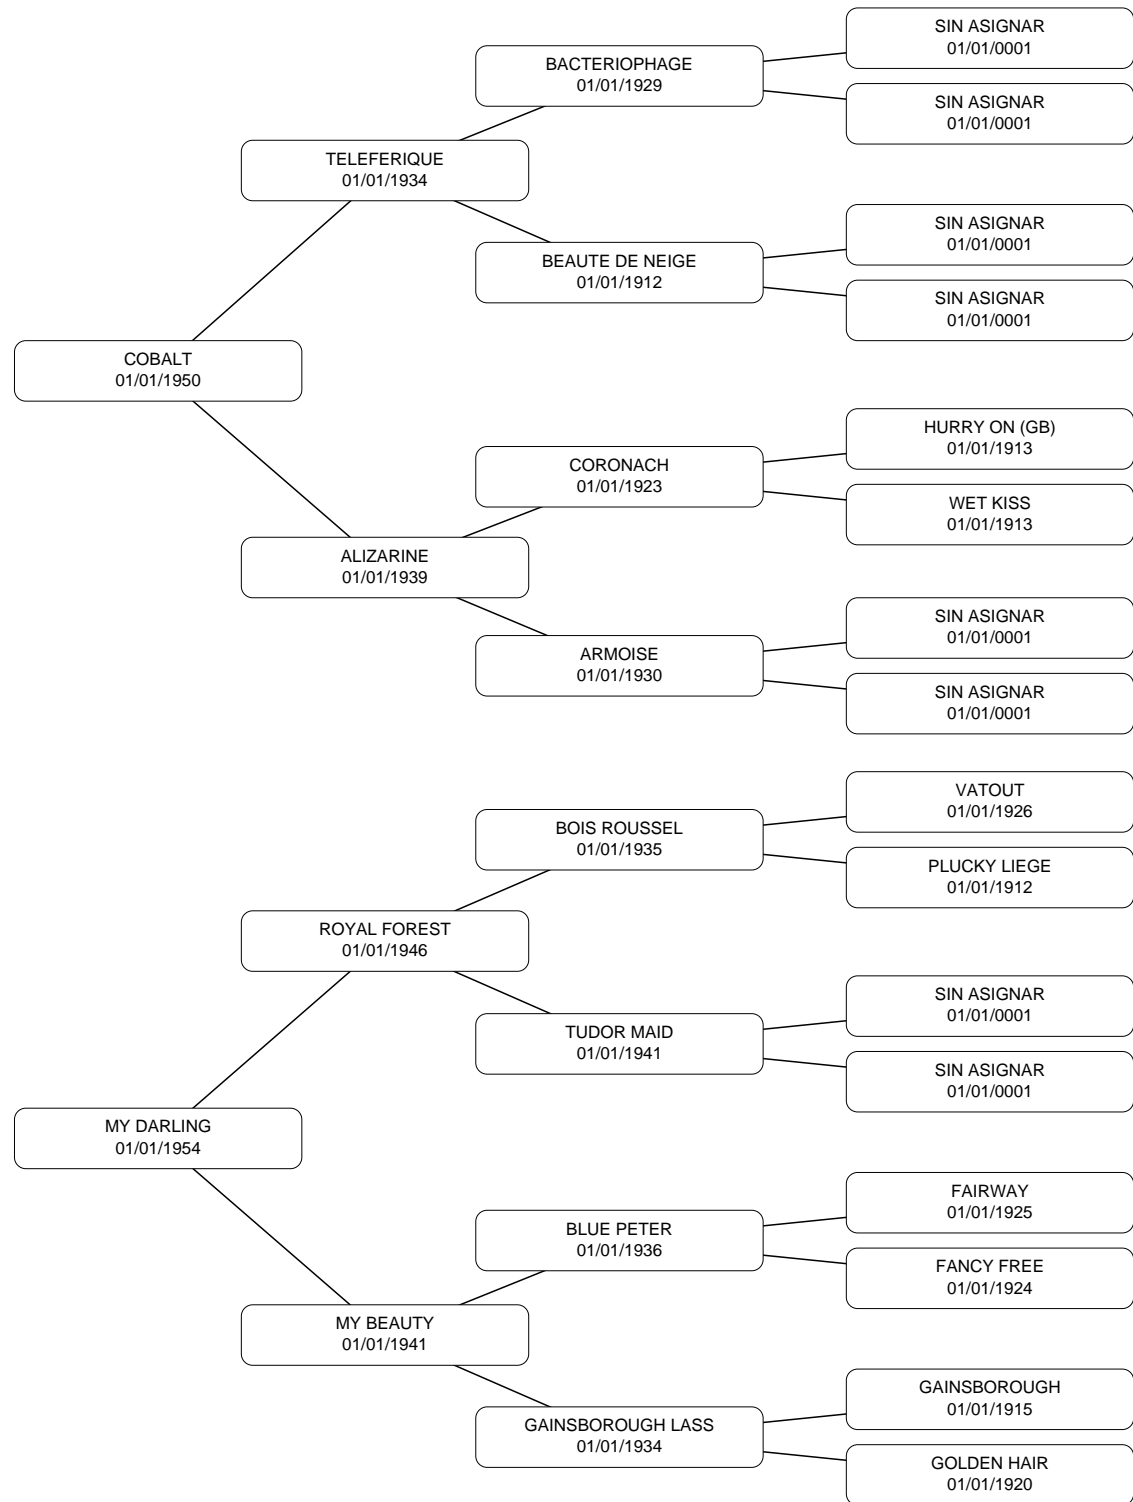 SIN ASIGNAR
01/01/0001
BACTERIOPHAGE
01/01/1929
SIN ASIGNAR
01/01/0001
TELEFERIQUE
01/01/1934
SIN ASIGNAR
01/01/0001
BEAUTE DE NEIGE
01/01/1912
SIN ASIGNAR
01/01/0001
COBALT
01/01/1950
HURRY ON (GB)
01/01/1913
CORONACH
01/01/1923
WET KISS
01/01/1913
ALIZARINE
01/01/1939
SIN ASIGNAR
01/01/0001
ARMOISE
01/01/1930
SIN ASIGNAR
01/01/0001
VATOUT
01/01/1926
BOIS ROUSSEL
01/01/1935
PLUCKY LIEGE
01/01/1912
ROYAL FOREST
01/01/1946
SIN ASIGNAR
01/01/0001
TUDOR MAID
01/01/1941
SIN ASIGNAR
01/01/0001
MY DARLING
01/01/1954
FAIRWAY
01/01/1925
BLUE PETER
01/01/1936
FANCY FREE
01/01/1924
MY BEAUTY
01/01/1941
GAINSBOROUGH
01/01/1915
GAINSBOROUGH LASS
01/01/1934
GOLDEN HAIR
01/01/1920